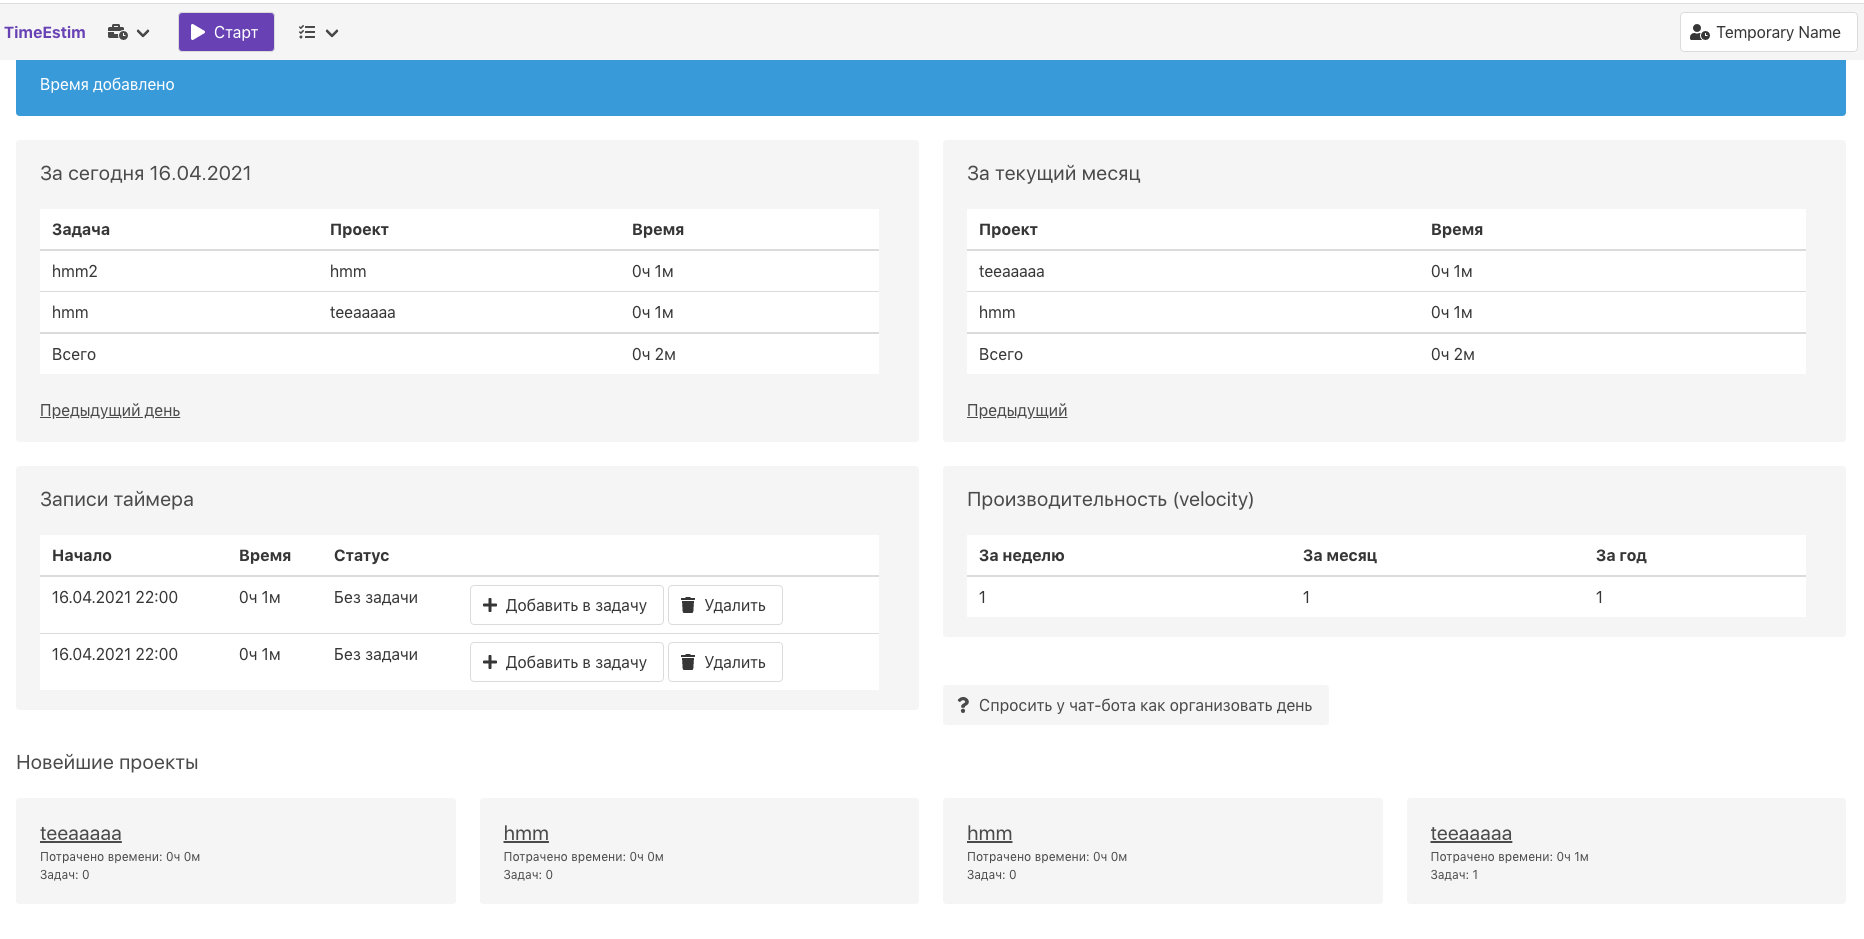 TimeEstim
Старт
Temporary Name
Время добавлено
За сегодня 16.04.2021
Задача Проект Время
hmm2 hmm 0ч 1м
hmm teeaaaaa 0ч 1м
Всего 0ч 2м
Предыдущий день
За текущий месяц
Проект Время
teeaaaaa 0ч 1м
hmm 0ч 1м
Всего 0ч 2м
Предыдущий
Записи таймера
Начало Время Статус
16.04.2021 22:00 0ч 1м Без задачи Добавить в задачу Удалить
16.04.2021 22:00 0ч 1м Без задачи Добавить в задачу Удалить
Производительность (velocity)
За неделю За месяц За год
1 1 1
? Спросить у чат-бота как организовать день
Новейшие проекты
teeaaaaa
Потрачено времени: 0ч 0м
Задач: 0
hmm
Потрачено времени: 0ч 0м
Задач: 0
hmm
Потрачено времени: 0ч 0м
Задач: 0
teeaaaaa
Потрачено времени: 0ч 1м
Задач: 1